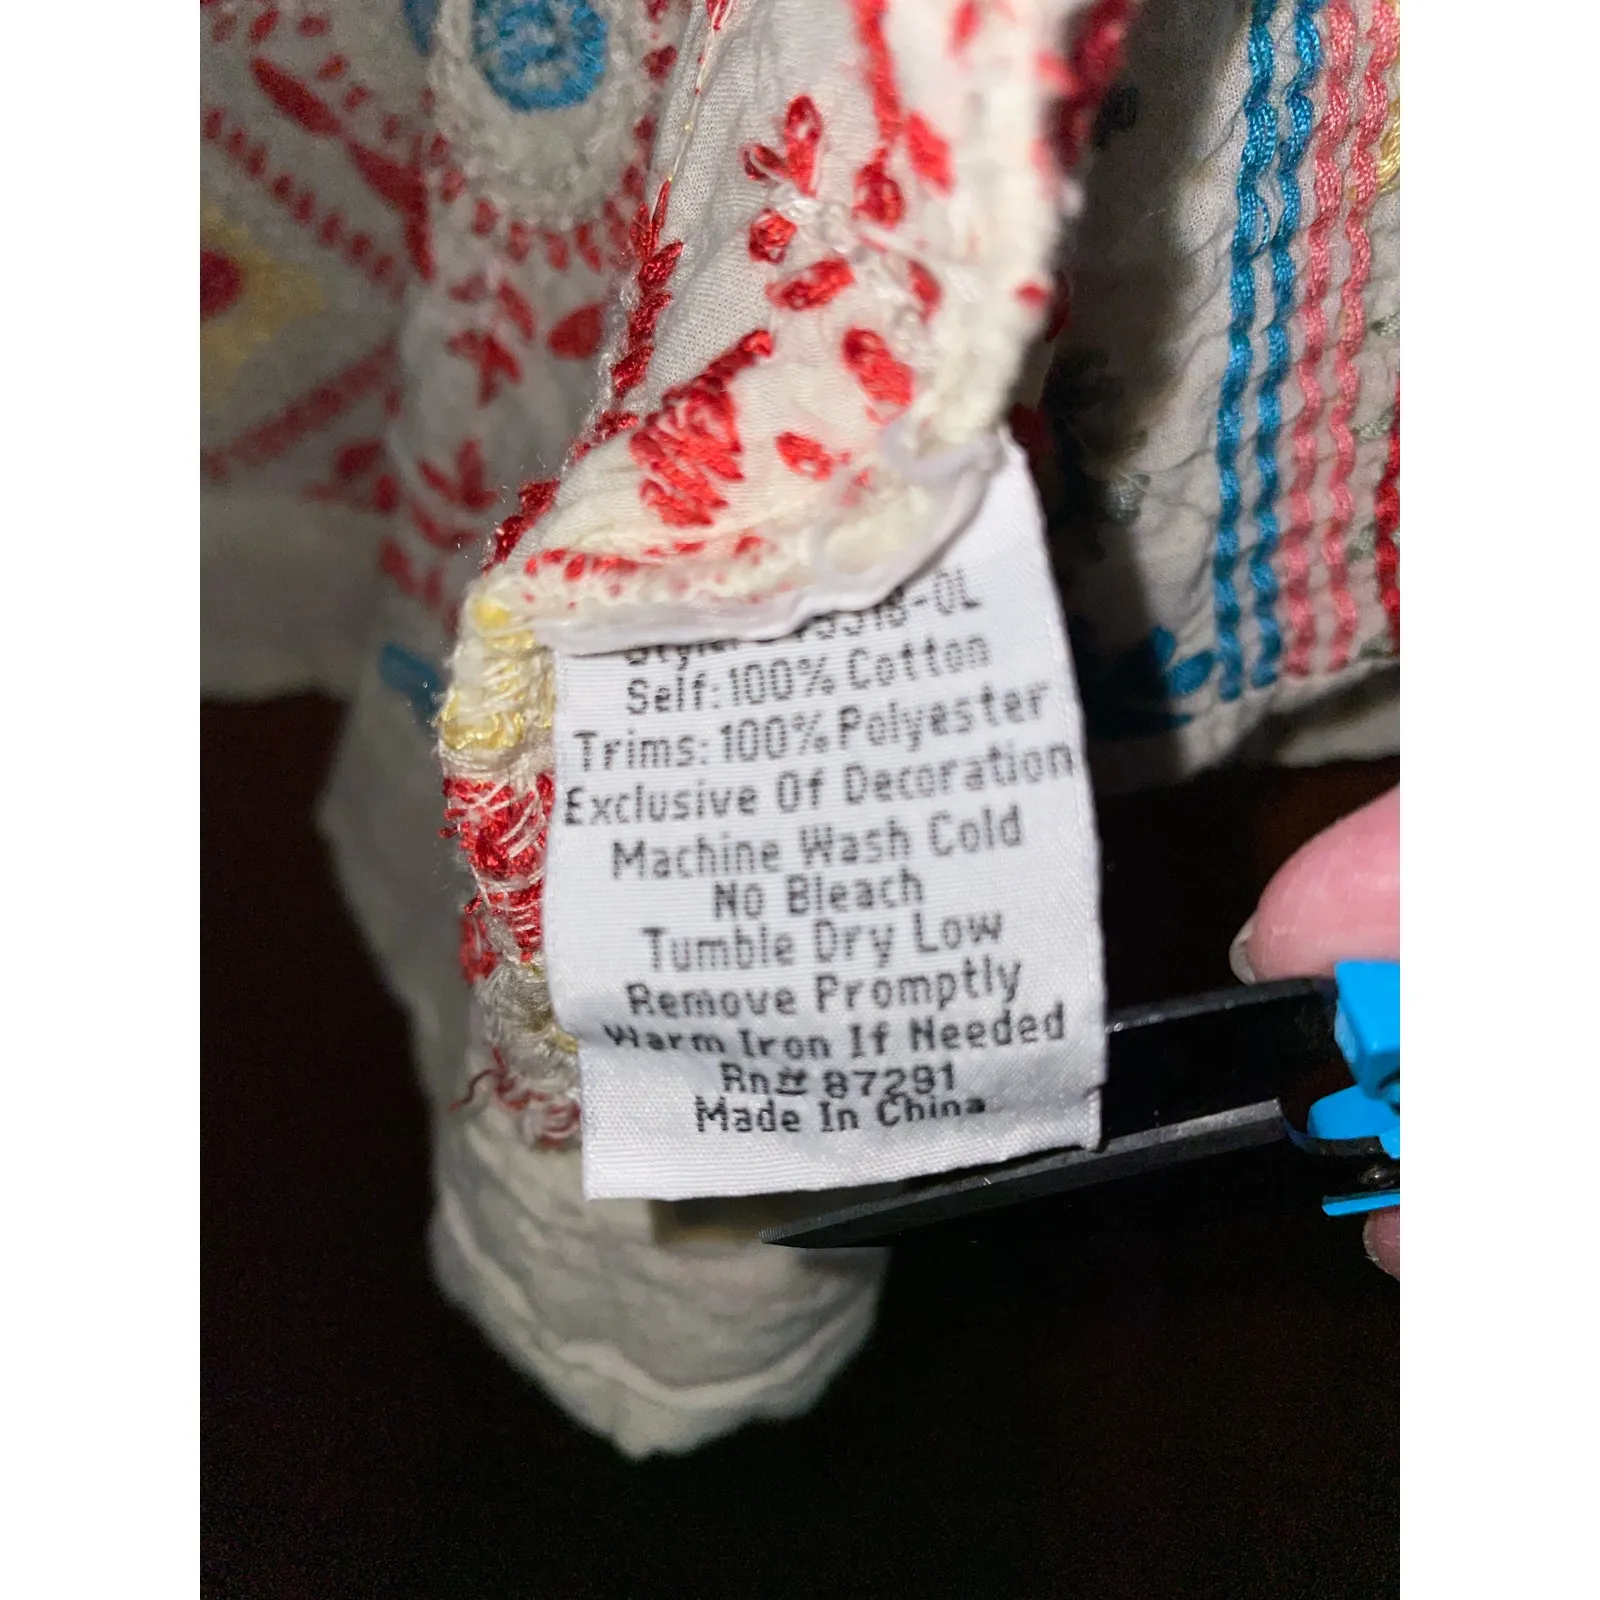 Self: 100% Cotton
Trims: 100% Polyester
Exclusive Of Decoration
Machine Wash Cold
No Bleach
Tumble Dry Low
Remove Promptly
Warm Iron If Needed
Rn# 87291
Made In China